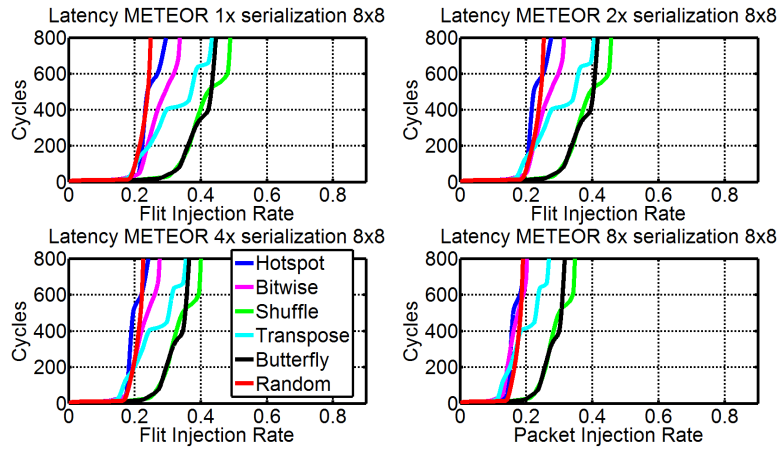 Latency METEOR 1x serialization 8x8
Cycles
800
600
400
200
0
0 0.2 0.4 0.6 0.8
Flit Injection Rate
Latency METEOR 2x serialization 8x8
Cycles
800
600
400
200
0
0 0.2 0.4 0.6 0.8
Flit Injection Rate
Latency METEOR 4x serialization 8x8
Cycles
800
600
400
200
0
0 0.2 0.4 0.6 0.8
Flit Injection Rate
Hotspot
Bitwise
Shuffle
Transpose
Butterfly
Random
Latency METEOR 8x serialization 8x8
Cycles
800
600
400
200
0
0 0.2 0.4 0.6 0.8
Packet Injection Rate